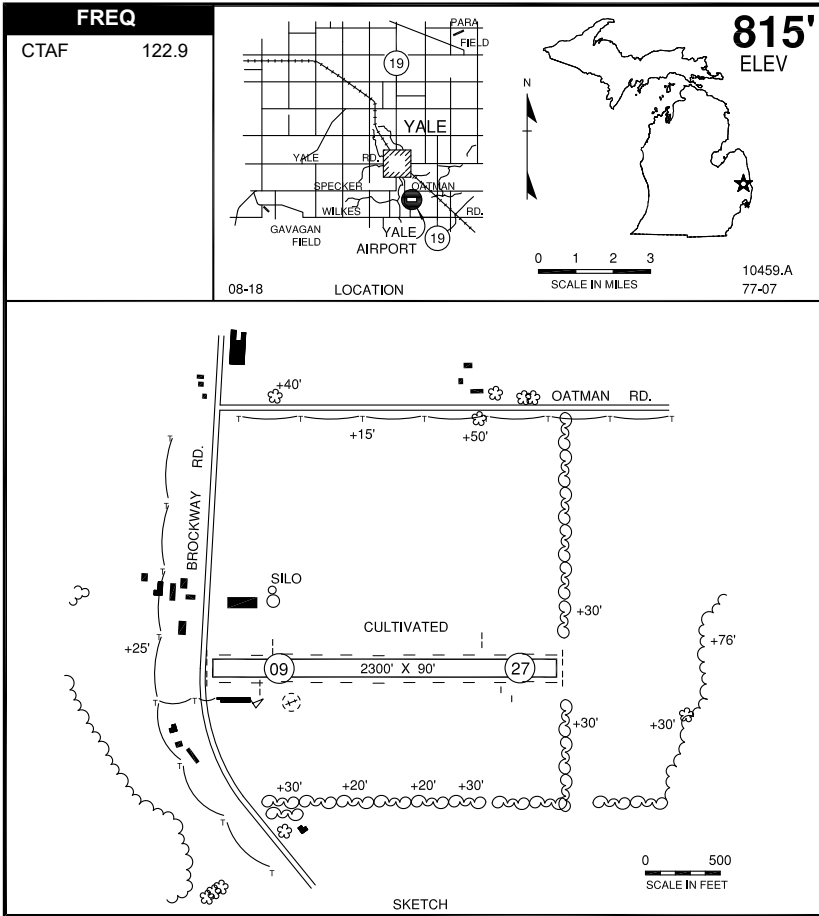 FREQ
CTAF 122.9
PARA
FIELD
19
YALE
YALE RD.
SPECKER OATMAN
WILKES RD.
GAVAGAN
FIELD
YALE
AIRPORT
19
08-18 LOCATION
815'
ELEV
N
0 1 2 3
SCALE IN MILES
10459.A
77-07
+40'
OATMAN RD.
T T T T T T T T
+15' +50'
BROCKWAY RD.
T
T
T
SILO
CULTIVATED
+25'
T
+30'
+76'
09 2300' X 90' 27
T T
+30' +30'
T
+30' +20' +20' +30'
T
T
0 500
SCALE IN FEET
SKETCH